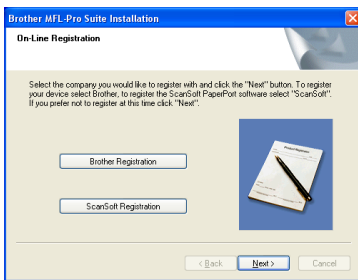 Brother MFL-Pro Suite Installation
On-Line Registration
Select the company you would like to register with and click the "Next" button. To register
your device select Brother, to register the ScanSoft PaperPort software select "ScanSoft".
If you prefer not to register at this time click "Next".
Brother Registration
ScanSoft Registration
< Back
Next >
Cancel